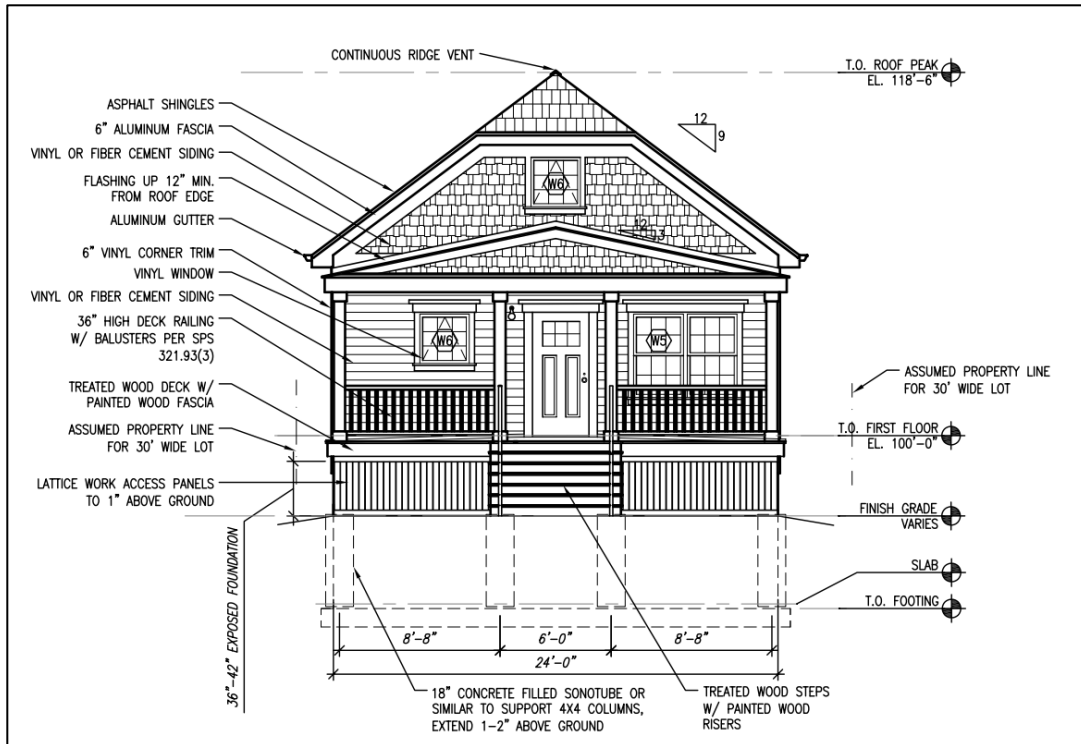 CONTINUOUS RIDGE VENT
T.O. ROOF PEAK
EL. 118'-6"
ASPHALT SHINGLES
6" ALUMINUM FASCIA
VINYL OR FIBER CEMENT SIDING
FLASHING UP 12" MIN.
FROM ROOF EDGE
ALUMINUM GUTTER
6" VINYL CORNER TRIM
VINYL WINDOW
VINYL OR FIBER CEMENT SIDING
36" HIGH DECK RAILING
W/ BALUSTERS PER SPS
321.93(3)
TREATED WOOD DECK W/
PAINTED WOOD FASCIA
ASSUMED PROPERTY LINE
FOR 30' WIDE LOT
LATTICE WORK ACCESS PANELS
TO 1" ABOVE GROUND
36"-42" EXPOSED FOUNDATION
12
9
W6
12
3
W6
W5
ASSUMED PROPERTY LINE
FOR 30' WIDE LOT
T.O. FIRST FLOOR
EL. 100'-0"
FINISH GRADE
VARIES
SLAB
T.O. FOOTING
8'-8"
6'-0"
8'-8"
24'-0"
18" CONCRETE FILLED SONOTUBE OR
SIMILAR TO SUPPORT 4X4 COLUMNS,
EXTEND 1-2" ABOVE GROUND
TREATED WOOD STEPS
W/ PAINTED WOOD
RISERS